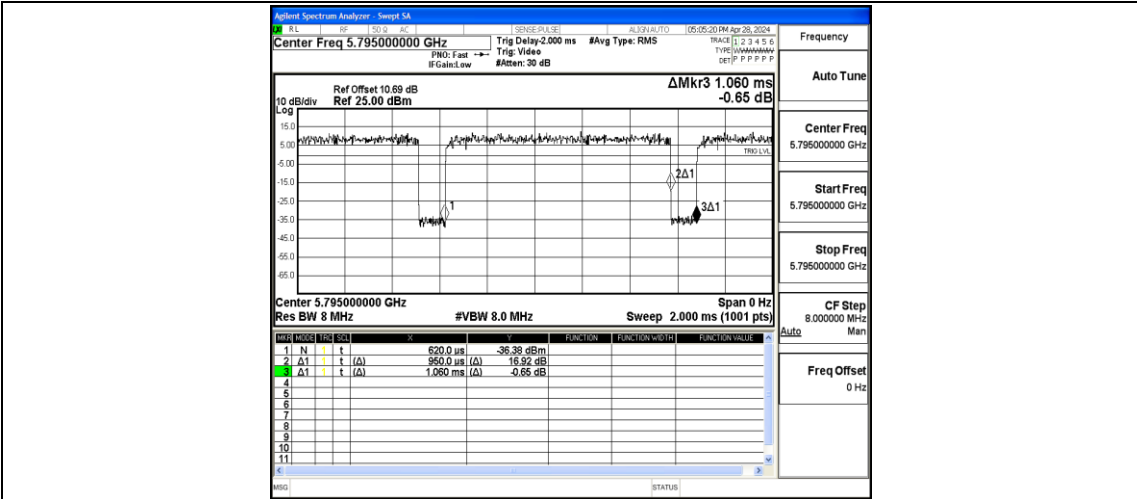 Agilent Spectrum Analyzer - Swept SA
RL RF 50 Ω AC SENSE:PULSE ALIGN AUTO 05:05:20 PM Apr 28, 2024
Center Freq 5.795000000 GHz Trig Delay-2.000 ms #Avg Type: RMS TRACE 1 2 3 4 5 6
PNO: Fast Trig: Video TYPE WWWWWW
IFGain:Low #Atten: 30 dB DET P P P P P P
Frequency
Auto Tune
ΔMkr3 1.060 ms
-0.65 dB
Ref Offset 10.69 dB
10 dB/div Ref 25.00 dBm
Log
15.0
5.00
TRIG LVL
-5.00
-15.0
-25.0
-35.0
-45.0
-55.0
-65.0
1
2Δ1
3Δ1
Center Freq
5.795000000 GHz
Start Freq
5.795000000 GHz
Stop Freq
5.795000000 GHz
Center 5.795000000 GHz Span 0 Hz
Res BW 8 MHz #VBW 8.0 MHz Sweep 2.000 ms (1001 pts)
CF Step
8.000000 MHz
Auto Man
MKR MODE TRC SCL X Y FUNCTION FUNCTION WIDTH FUNCTION VALUE
1 N 1 t 620.0 µs -36.38 dBm
2 Δ1 1 t (Δ) 950.0 µs (Δ) 16.92 dB
3 Δ1 1 t (Δ) 1.060 ms (Δ) -0.65 dB
4
5
6
7
8
9
10
11
Freq Offset
0 Hz
MSG STATUS